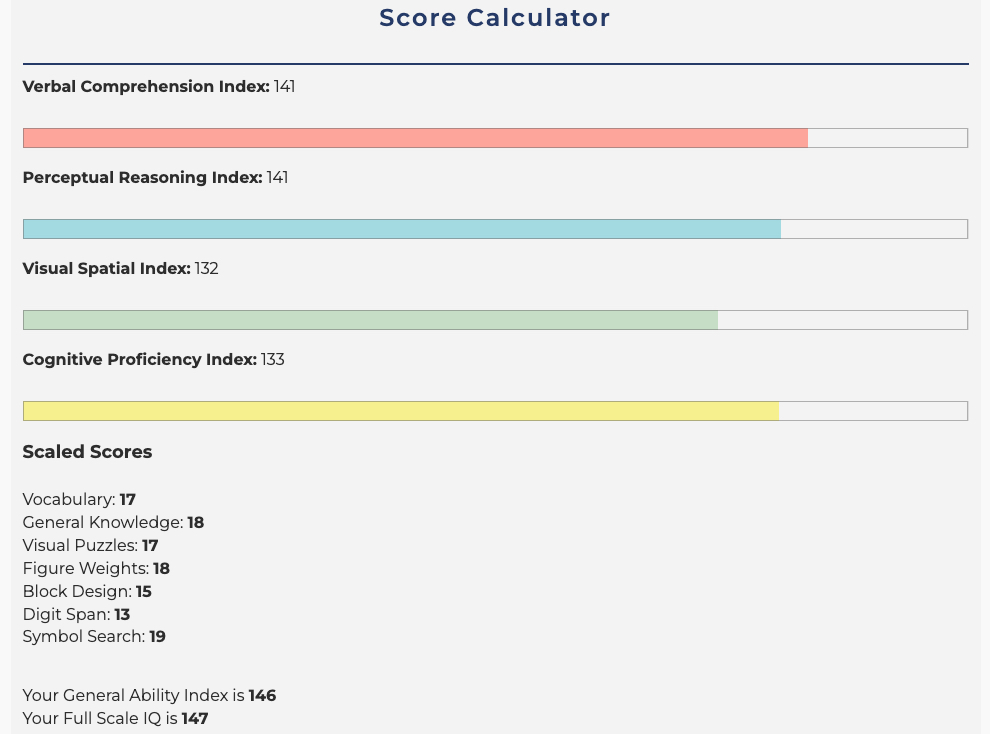 Score Calculator
Verbal Comprehension Index: 141
Perceptual Reasoning Index: 141
Visual Spatial Index: 132
Cognitive Proficiency Index: 133
Scaled Scores
Vocabulary: 17
General Knowledge: 18
Visual Puzzles: 17
Figure Weights: 18
Block Design: 15
Digit Span: 13
Symbol Search: 19
Your General Ability Index is 146
Your Full Scale IQ is 147